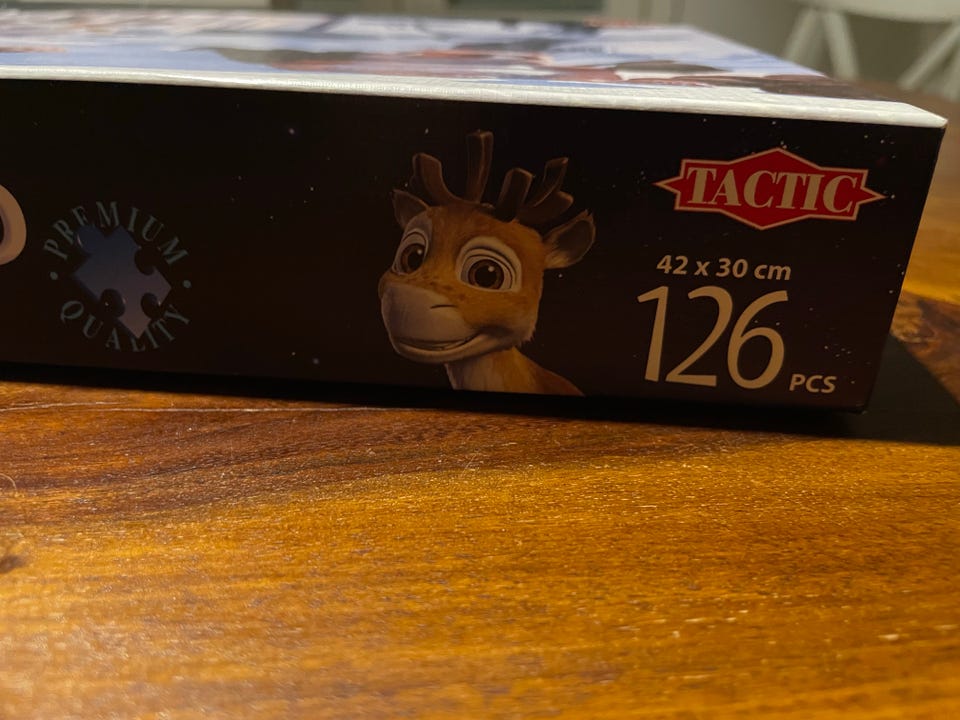 PREMIUM
QUALITY
TACTIC
42 x 30 cm
126 PCS